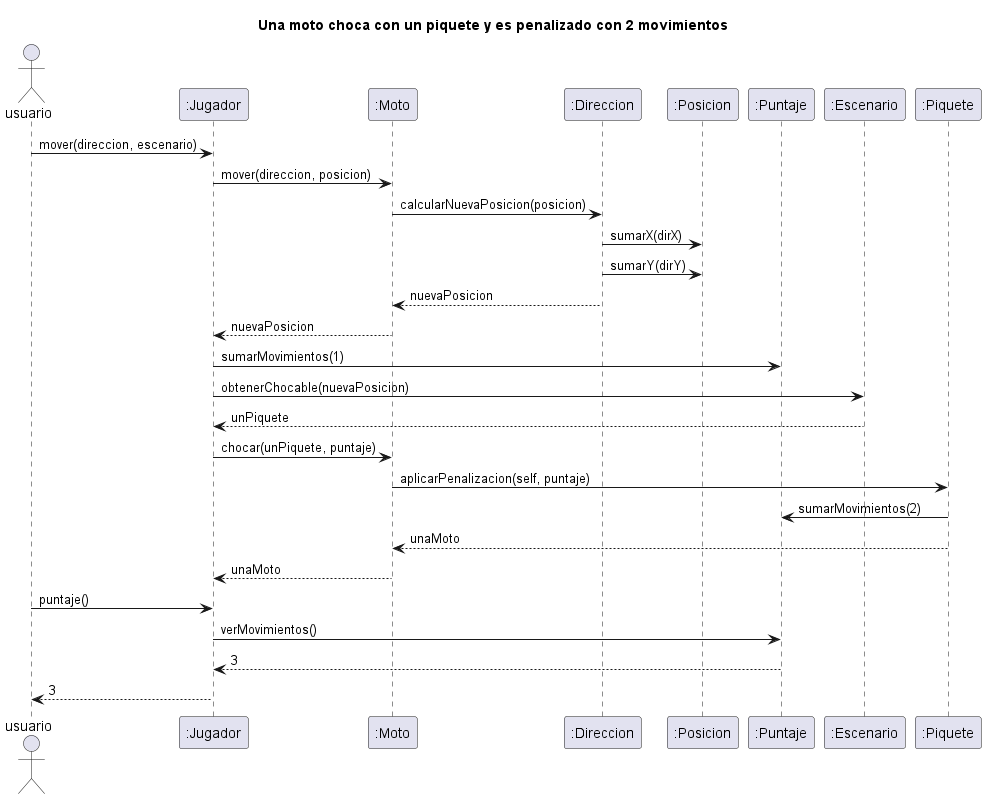 Una moto choca con un piquete y es penalizado con 2 movimientos
usuario
:Jugador
:Moto
:Direccion
:Posicion
:Puntaje
:Escenario
:Piquete
mover(direccion, escenario)
mover(direccion, posicion)
calcularNuevaPosicion(posicion)
sumarX(dirX)
sumarY(dirY)
nuevaPosicion
nuevaPosicion
sumarMovimientos(1)
obtenerChocable(nuevaPosicion)
unPiquete
chocar(unPiquete, puntaje)
aplicarPenalizacion(self, puntaje)
sumarMovimientos(2)
unaMoto
unaMoto
puntaje()
verMovimientos()
3
3
usuario
:Jugador
:Moto
:Direccion
:Posicion
:Puntaje
:Escenario
:Piquete